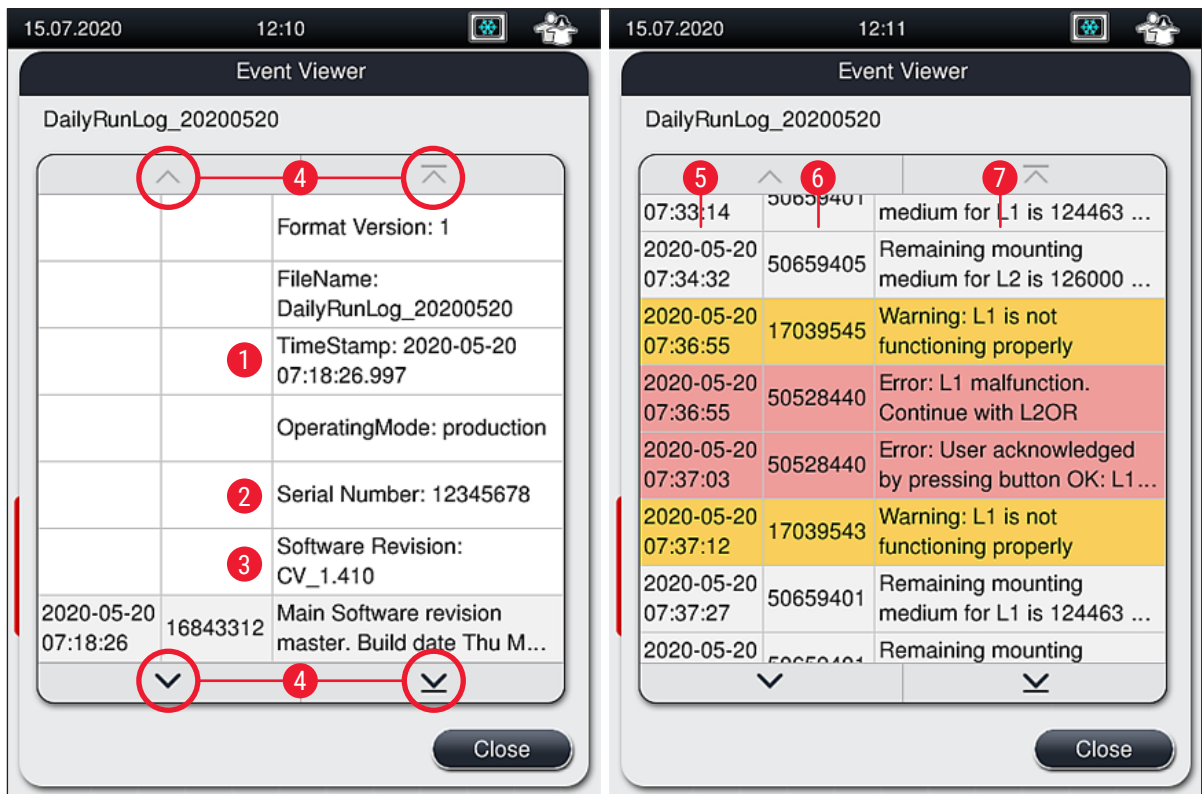 15.07.2020 12:10
Event Viewer
DailyRunLog_20200520
4
Format Version: 1
FileName:
DailyRunLog_20200520
1 TimeStamp: 2020-05-20
07:18:26.997
OperatingMode: production
2 Serial Number: 12345678
3 Software Revision:
CV_1.410
2020-05-20 16843312 Main Software revision
07:18:26 master. Build date Thu M...
4
Close
15.07.2020 12:11
Event Viewer
DailyRunLog_20200520
5 6 7
07:33:14 50659401 medium for L1 is 124463 ...
2020-05-20 50659405 Remaining mounting
07:34:32 medium for L2 is 126000 ...
2020-05-20 17039545 Warning: L1 is not
07:36:55 functioning properly
2020-05-20 50528440 Error: L1 malfunction.
07:36:55 Continue with L2OR
2020-05-20 50528440 Error: User acknowledged
07:37:03 by pressing button OK: L1...
2020-05-20 17039543 Warning: L1 is not
07:37:12 functioning properly
2020-05-20 50659401 Remaining mounting
07:37:27 medium for L1 is 124463 ...
2020-05-20 Remaining mounting
Close